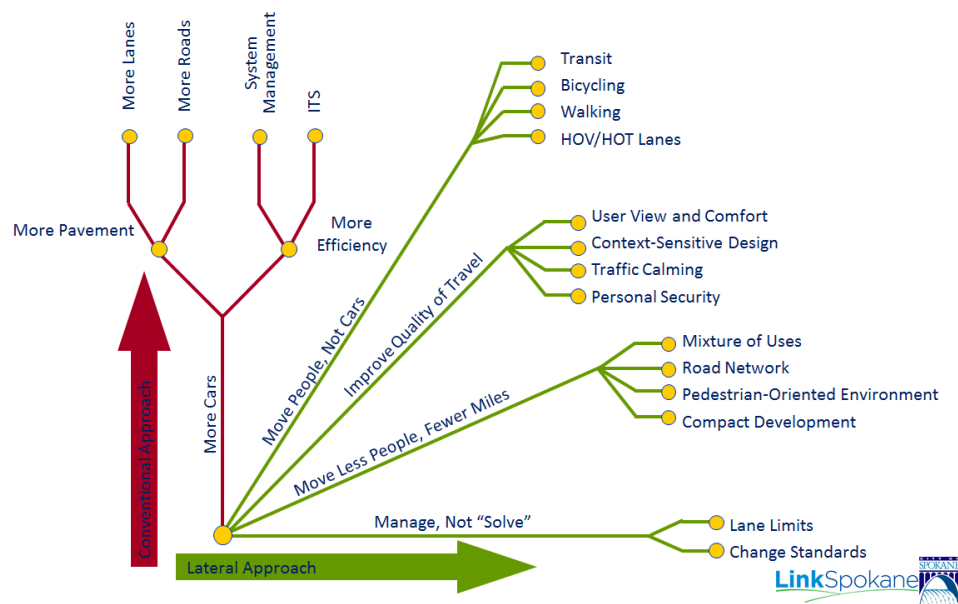 More Lanes
More Roads
System
Management
ITS
More Pavement
More
Efficiency
More Cars
Conventional Approach
Transit
Bicycling
Walking
HOV/HOT Lanes
Move People, Not Cars
User View and Comfort
Context-Sensitive Design
Traffic Calming
Personal Security
Improve Quality of Travel
Mixture of Uses
Road Network
Pedestrian-Oriented Environment
Compact Development
Move Less People, Fewer Miles
Manage, Not “Solve”
Lane Limits
Change Standards
Lateral Approach
LinkSpokane
CITY OF
SPOKANE